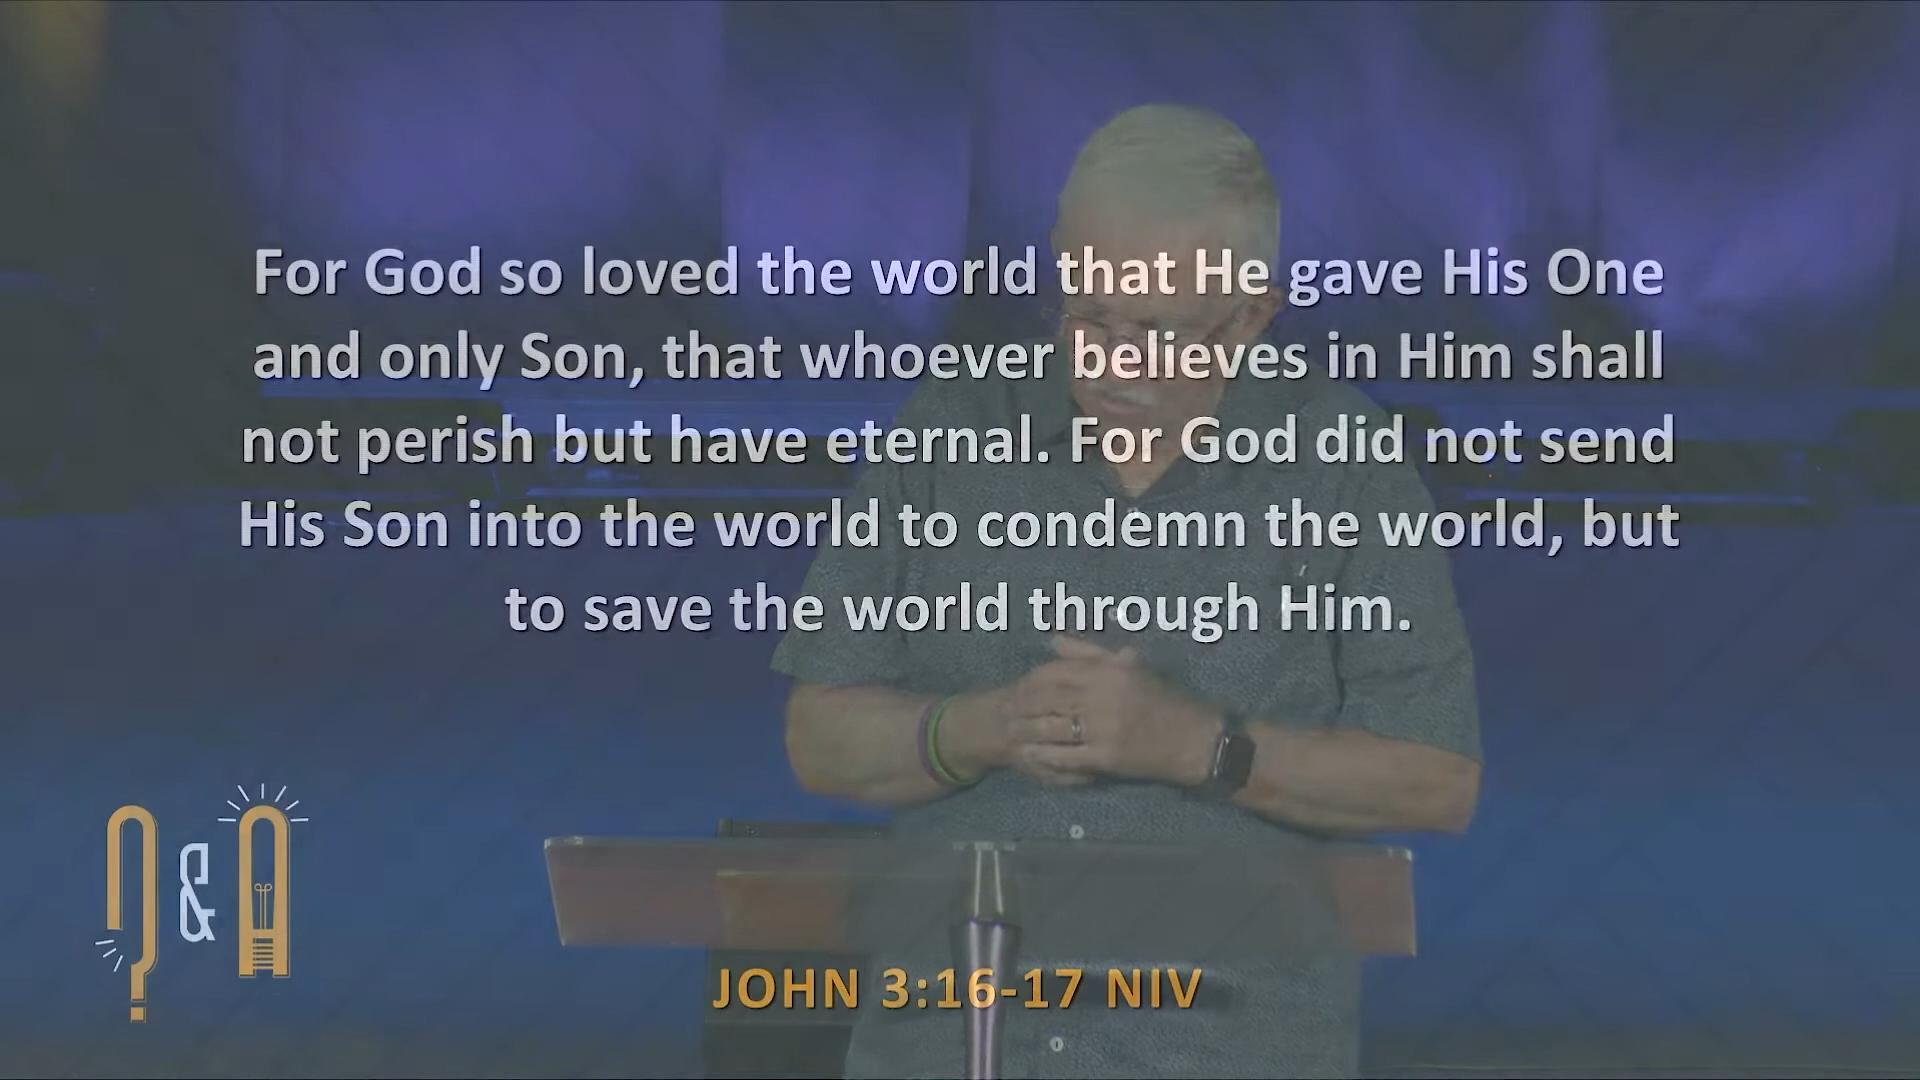 For God so loved the world that He gave His One
and only Son, that whoever believes in Him shall
not perish but have eternal. For God did not send
His Son into the world to condemn the world, but
to save the world through Him.
? & A
JOHN 3:16-17 NIV